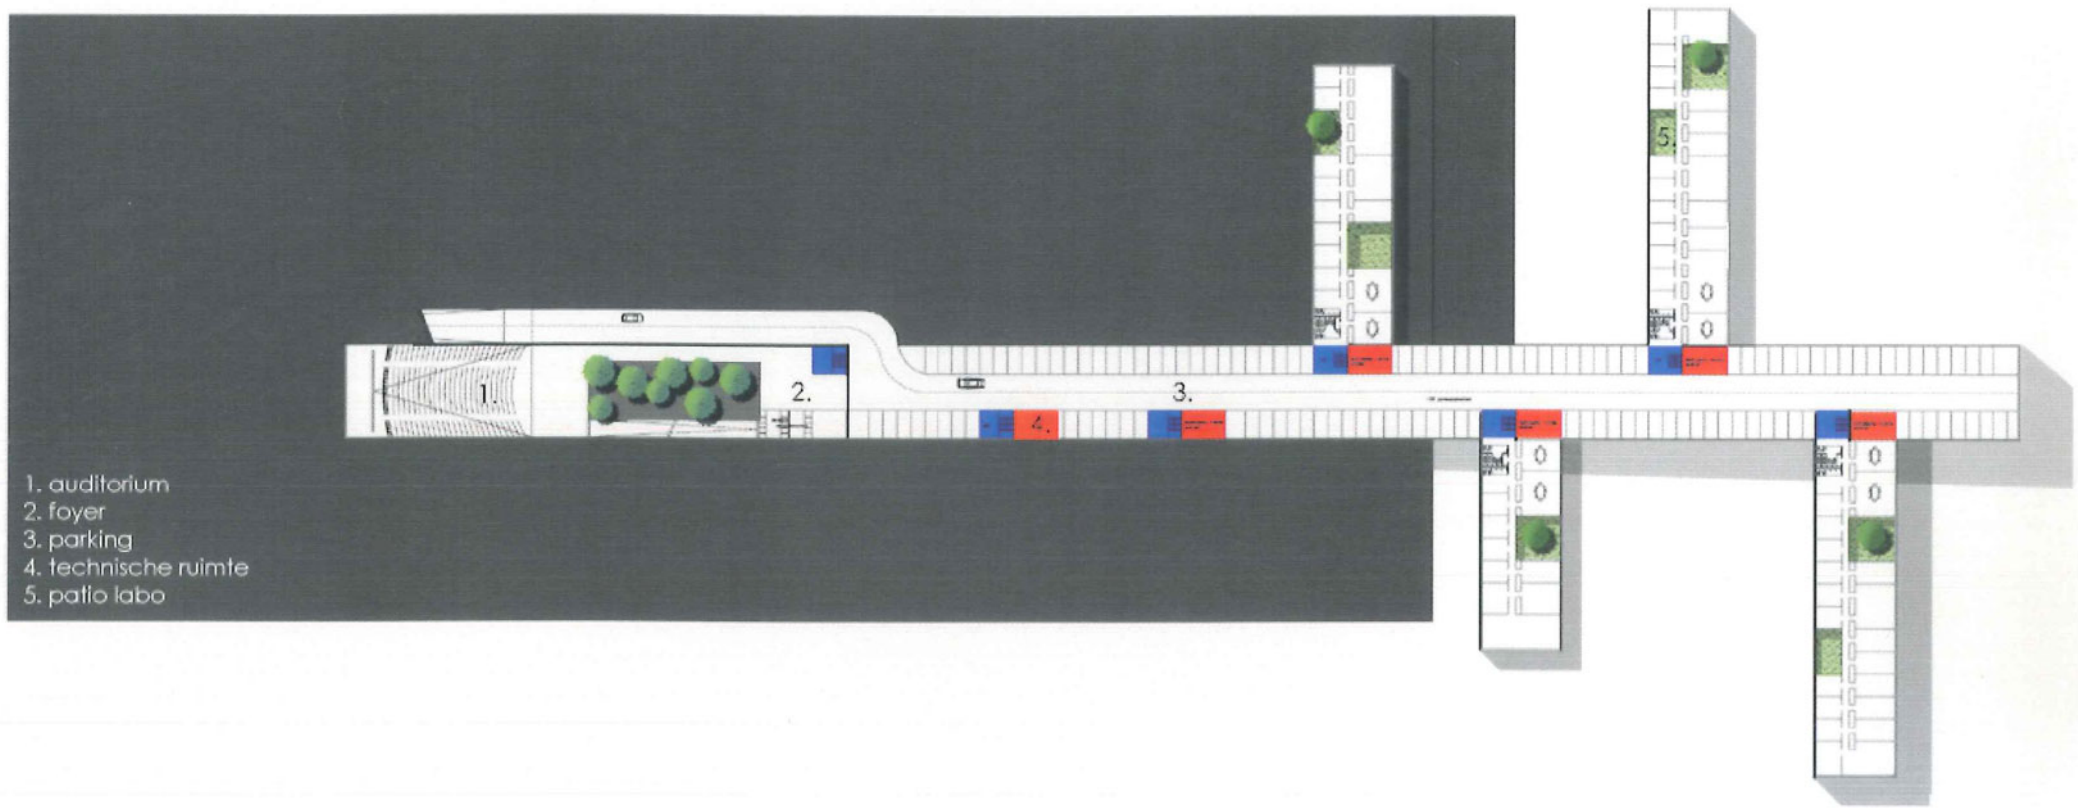 5.
1.
2.
3.
4.
1. auditorium
2. foyer
3. parking
4. technische ruimte
5. patio labo